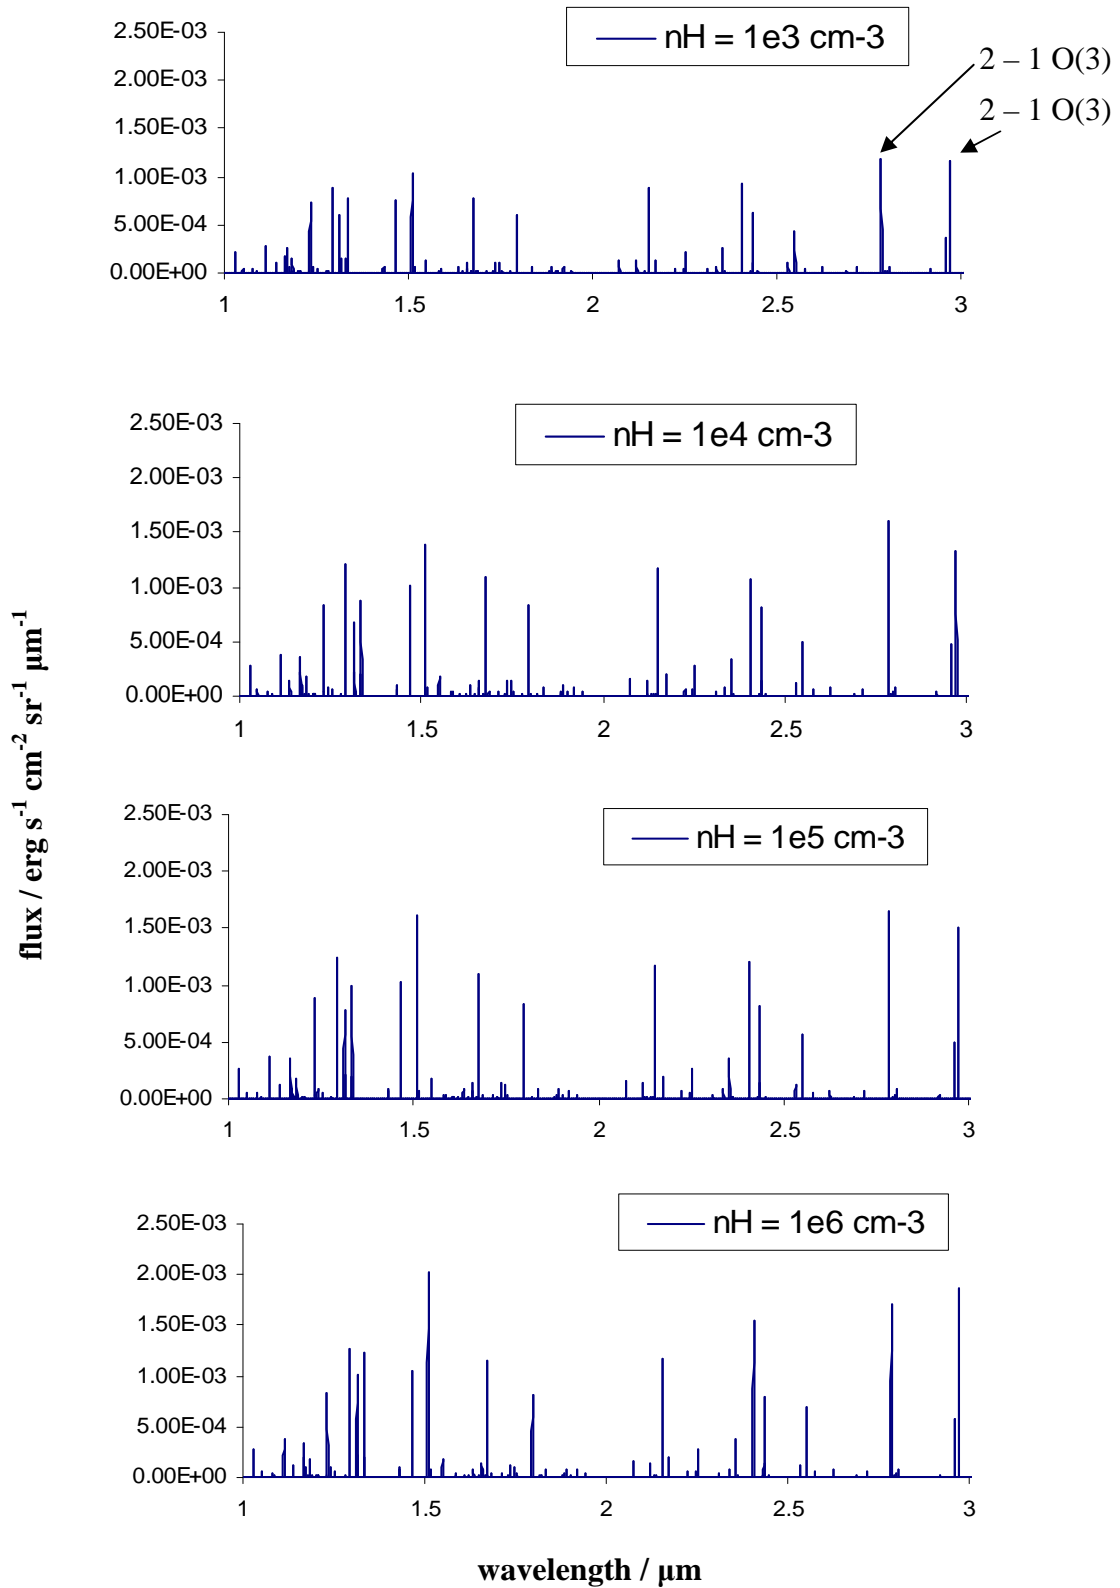 nH = 1e3 cm-3
2 – 1 O(3)
2 – 1 O(3)
2.50E-03
2.00E-03
1.50E-03
1.00E-03
5.00E-04
0.00E+00
1 1.5 2 2.5 3
nH = 1e4 cm-3
2.50E-03
2.00E-03
1.50E-03
1.00E-03
5.00E-04
0.00E+00
1 1.5 2 2.5 3
flux / erg s⁻¹ cm⁻² sr⁻¹ µm⁻¹
nH = 1e5 cm-3
2.50E-03
2.00E-03
1.50E-03
1.00E-03
5.00E-04
0.00E+00
1 1.5 2 2.5 3
nH = 1e6 cm-3
2.50E-03
2.00E-03
1.50E-03
1.00E-03
5.00E-04
0.00E+00
1 1.5 2 2.5 3
wavelength / µm